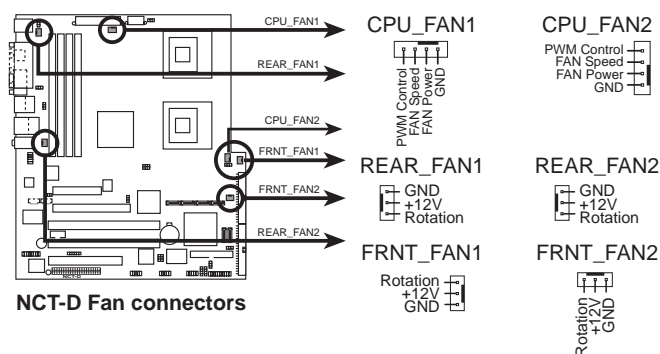 CPU_FAN1
REAR_FAN1
CPU_FAN2
FRNT_FAN1
FRNT_FAN2
REAR_FAN2
NCT-D
NCT-D Fan connectors
CPU_FAN1
PWM Control
FAN Speed
FAN Power
GND
CPU_FAN2
PWM Control
FAN Speed
FAN Power
GND
REAR_FAN1
GND
+12V
Rotation
REAR_FAN2
GND
+12V
Rotation
FRNT_FAN1
Rotation
+12V
GND
FRNT_FAN2
Rotation
+12V
GND